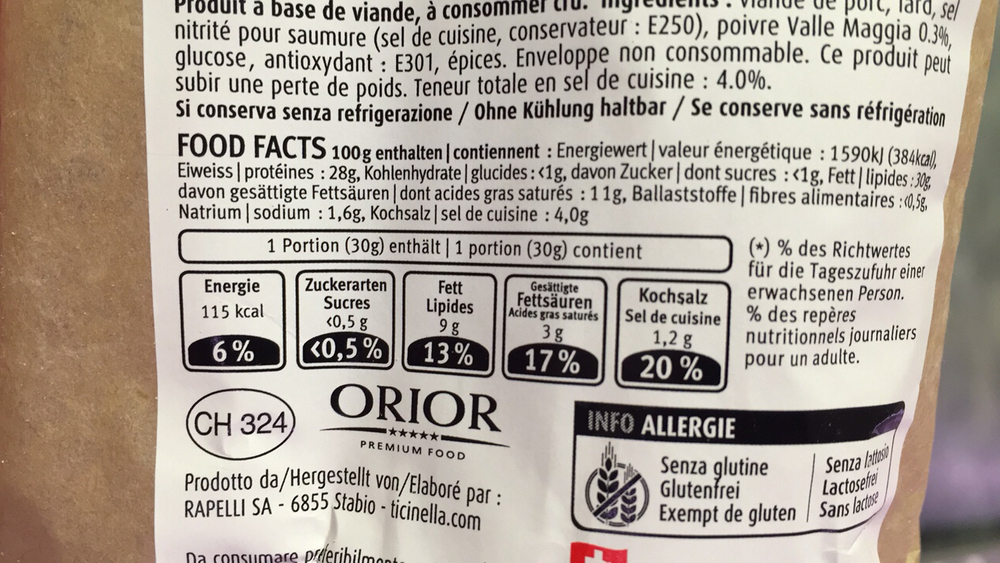 Produit à base de viande, à consommer cru. Ingrédients : viande de porc, lard, sel
nitrité pour saumure (sel de cuisine, conservateur : E250), poivre Valle Maggia 0.3%,
glucose, antioxydant : E301, épices. Enveloppe non consommable. Ce produit peut
subir une perte de poids. Teneur totale en sel de cuisine : 4.0%.
Si conserva senza refrigerazione / Ohne Kühlung haltbar / Se conserve sans réfrigération
FOOD FACTS 100g enthalten | contiennent : Energiewert | valeur énergétique : 1590kJ (384kcal),
Eiweiss | protéines : 28g, Kohlenhydrate | glucides : <1g, davon Zucker | dont sucres : <1g, Fett | lipides : 30g,
davon gesättigte Fettsäuren | dont acides gras saturés : 11g, Ballaststoffe | fibres alimentaires : <0,5g,
Natrium | sodium : 1,6g, Kochsalz | sel de cuisine : 4,0g
1 Portion (30g) enthält | 1 portion (30g) contient
Energie
115 kcal
6%
Zuckerarten
Sucres
<0,5 g
<0,5%
Fett
Lipides
9 g
13%
Gesättigte
Fettsäuren
Acides gras saturés
3 g
17%
Kochsalz
Sel de cuisine
1,2 g
20 %
(*) % des Richtwertes
für die Tageszufuhr einer
erwachsenen Person.
% des repères
nutritionnels journaliers
pour un adulte.
CH 324
ORIOR
PREMIUM FOOD
Prodotto da/Hergestellt von/Elaboré par :
RAPELLI SA - 6855 Stabio - ticinella.com
INFO ALLERGIE
Senza glutine
Glutenfrei
Exempt de gluten
Senza lattosio
Lactosefrei
Sans lactose
Da consumare preferibilmente